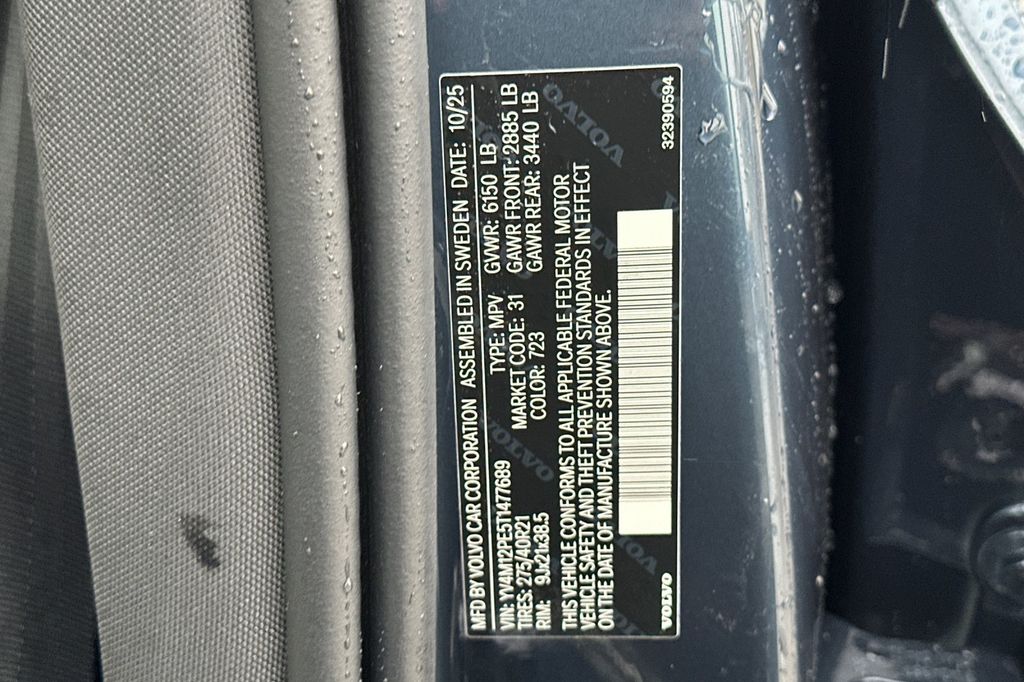 MFD BY VOLVO CAR CORPORATION ASSEMBLED IN SWEDEN DATE: 10/25
VIN: YV4M12PE5T1477689 TYPE: MPV GVWR: 6150 LB
TIRES: 275/40R21 MARKET CODE: 31 GAWR FRONT: 2885 LB
RIM: 9Jx21x38.5 COLOR: 723 GAWR REAR: 3440 LB
THIS VEHICLE CONFORMS TO ALL APPLICABLE FEDERAL MOTOR
VEHICLE SAFETY AND THEFT PREVENTION STANDARDS IN EFFECT
ON THE DATE OF MANUFACTURE SHOWN ABOVE.
VOLVO 32390594